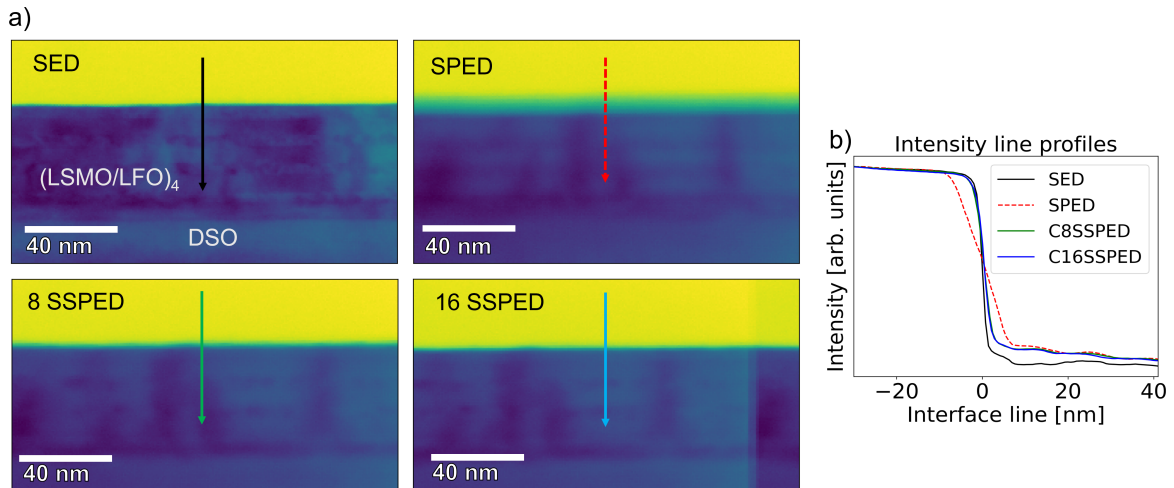 a)
SED
(LSMO/LFO)4
DSO
40 nm
SPED
40 nm
8 SSPED
40 nm
16 SSPED
40 nm
b)
Intensity line profiles
Intensity [arb. units]
SED
SPED
C8SSPED
C16SSPED
−20
0
20
40
Interface line [nm]